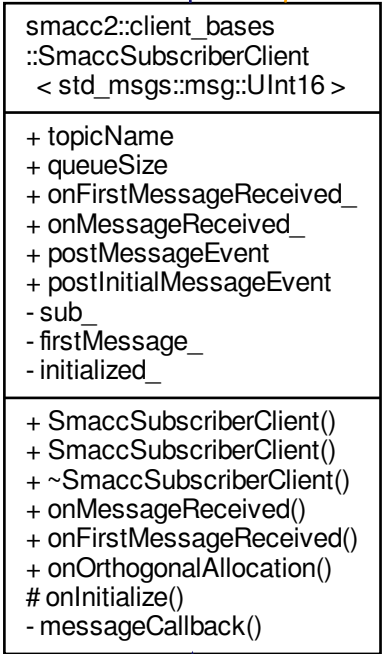 smacc2::client_bases
::SmaccSubscriberClient
< std_msgs::msg::UInt16 >
+ topicName
+ queueSize
+ onFirstMessageReceived_
+ onMessageReceived_
+ postMessageEvent
+ postInitialMessageEvent
- sub_
- firstMessage_
- initialized_
+ SmaccSubscriberClient()
+ SmaccSubscriberClient()
+ ~SmaccSubscriberClient()
+ onMessageReceived()
+ onFirstMessageReceived()
+ onOrthogonalAllocation()
# onInitialize()
- messageCallback()